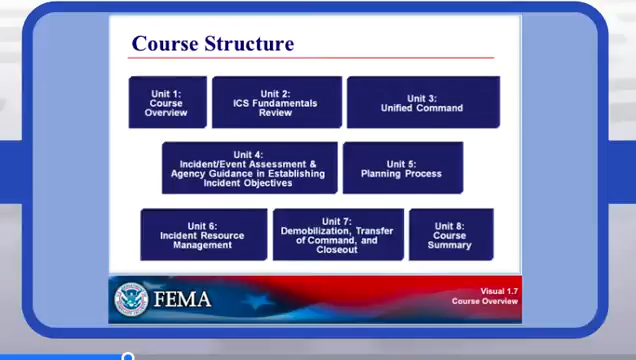 Course Structure
Unit 1:
Course
Overview
Unit 2:
ICS Fundamentals
Review
Unit 3:
Unified Command
Unit 4:
Incident/Event Assessment &
Agency Guidance in Establishing
Incident Objectives
Unit 5:
Planning Process
Unit 6:
Incident Resource
Management
Unit 7:
Demobilization, Transfer
of Command, and
Closeout
Unit 8:
Course
Summary
FEMA
Visual 1.7
Course Overview